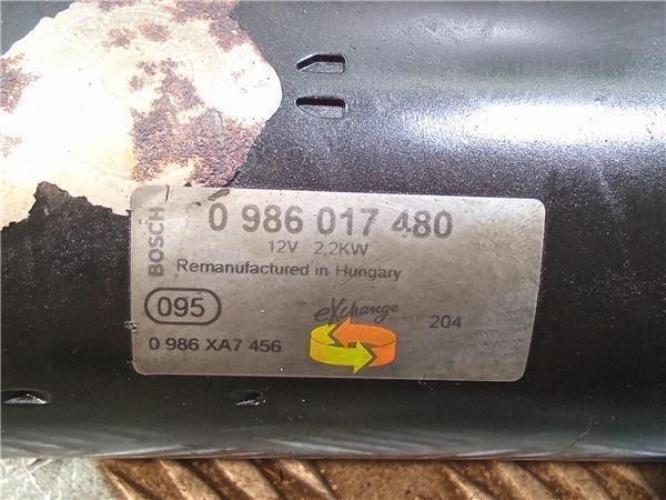 BOSCH
0 986 017 480
12V 2,2KW
Remanufactured in Hungary
095
eXchange
204
0 986 XA7 456